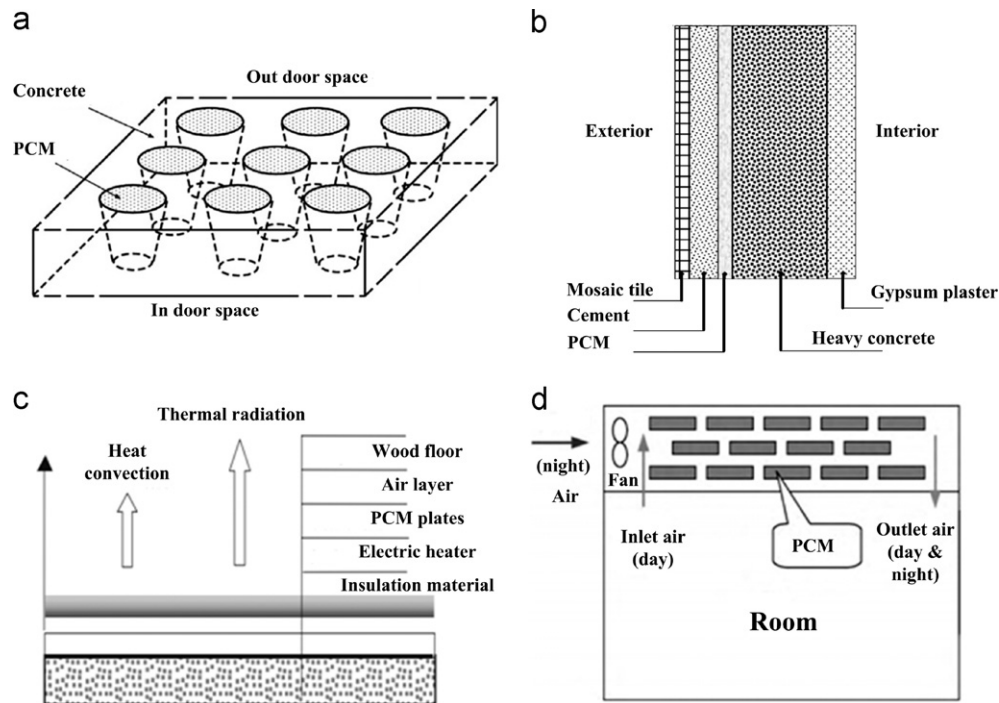 a
Out door space
Concrete
PCM
In door space
b
Exterior
Interior
Mosaic tile
Cement
PCM
Gypsum plaster
Heavy concrete
c
Thermal radiation
Heat
convection
Wood floor
Air layer
PCM plates
Electric heater
Insulation material
d
(night)
Air
Fan
Inlet air
(day)
PCM
Outlet air
(day &
night)
Room